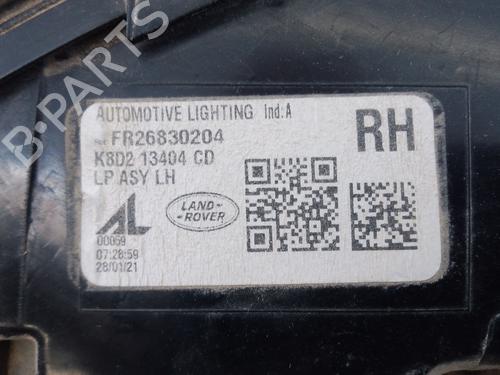 B-PARTS
AUTOMOTIVE LIGHTING Ind.A
FR26830204
RH
K8D2 13404 CD
LP ASY LH
AL
LAND-
-ROVER
00059
07:28:59
28/01/21